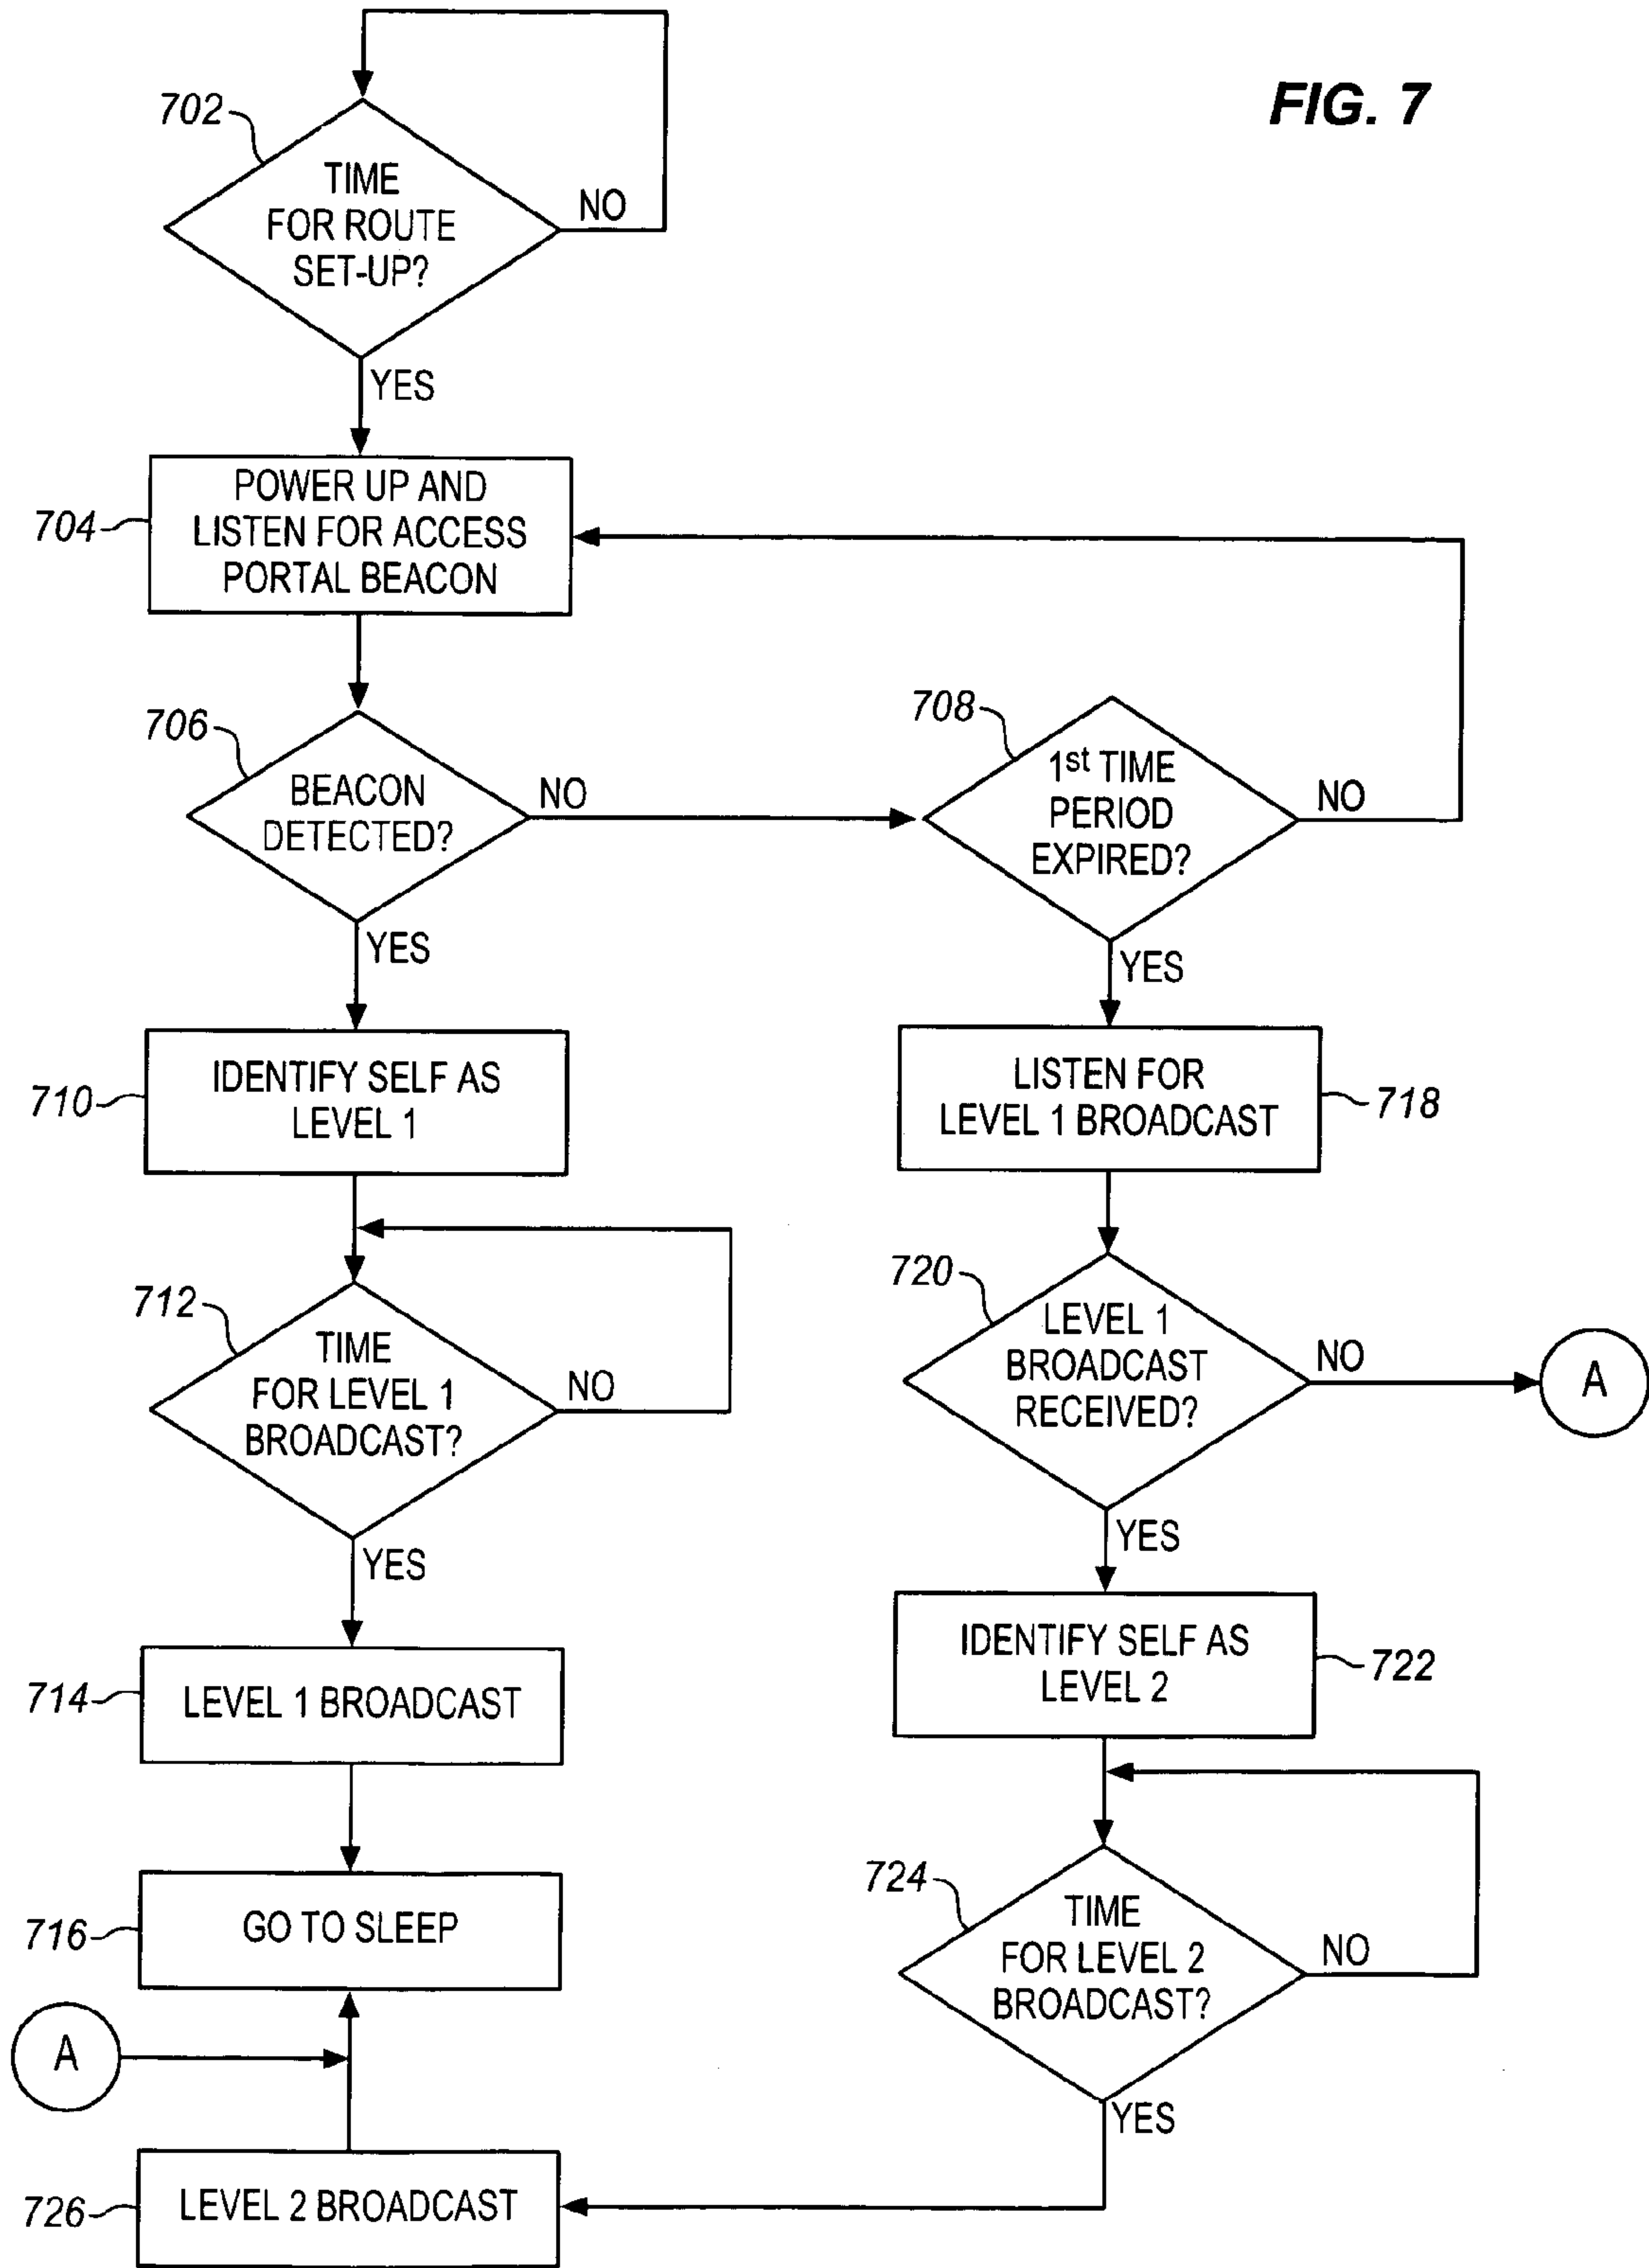 FIG. 7
702
TIME
FOR ROUTE
SET-UP?
NO
YES
704
POWER UP AND
LISTEN FOR ACCESS
PORTAL BEACON
706
BEACON
DETECTED?
NO
YES
708
1st TIME
PERIOD
EXPIRED?
NO
YES
710
IDENTIFY SELF AS
LEVEL 1
718
LISTEN FOR
LEVEL 1 BROADCAST
712
TIME
FOR LEVEL 1
BROADCAST?
NO
YES
720
LEVEL 1
BROADCAST
RECEIVED?
NO
A
YES
714
LEVEL 1 BROADCAST
722
IDENTIFY SELF AS
LEVEL 2
716
GO TO SLEEP
724
TIME
FOR LEVEL 2
BROADCAST?
NO
YES
A
726
LEVEL 2 BROADCAST